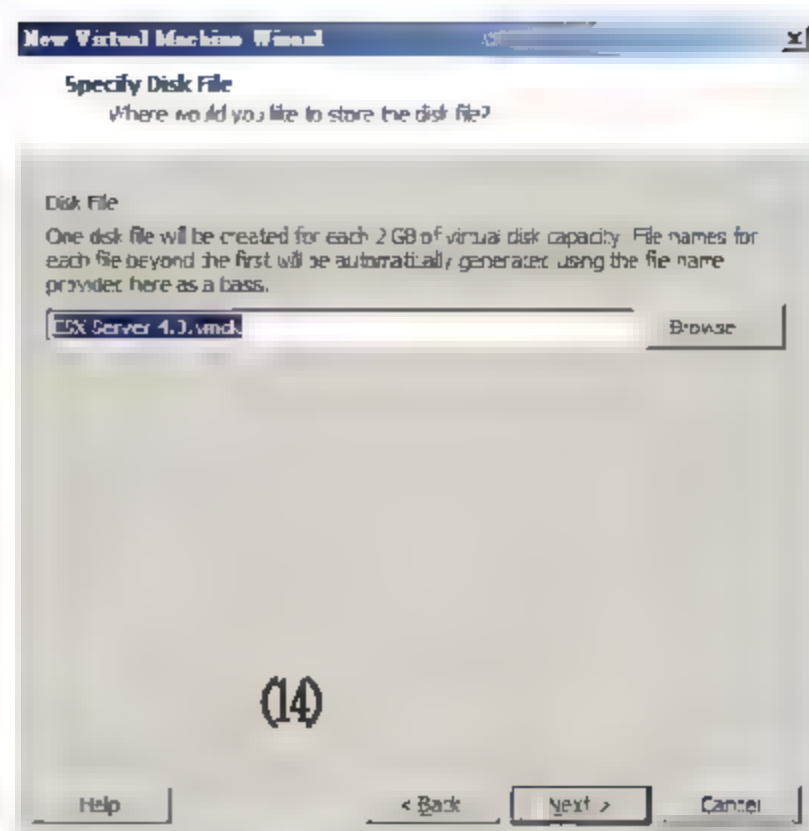 New Virtual Machine Wizard
Specify Disk File
Where would you like to store the disk file?
Disk File
One disk file will be created for each 2 GB of virtual disk capacity. File names for
each file beyond the first will be automatically generated using the file name
provided here as a basis.
ESX Server 4.0.vmdk
Browse
(14)
Help
< Back
Next >
Cancel